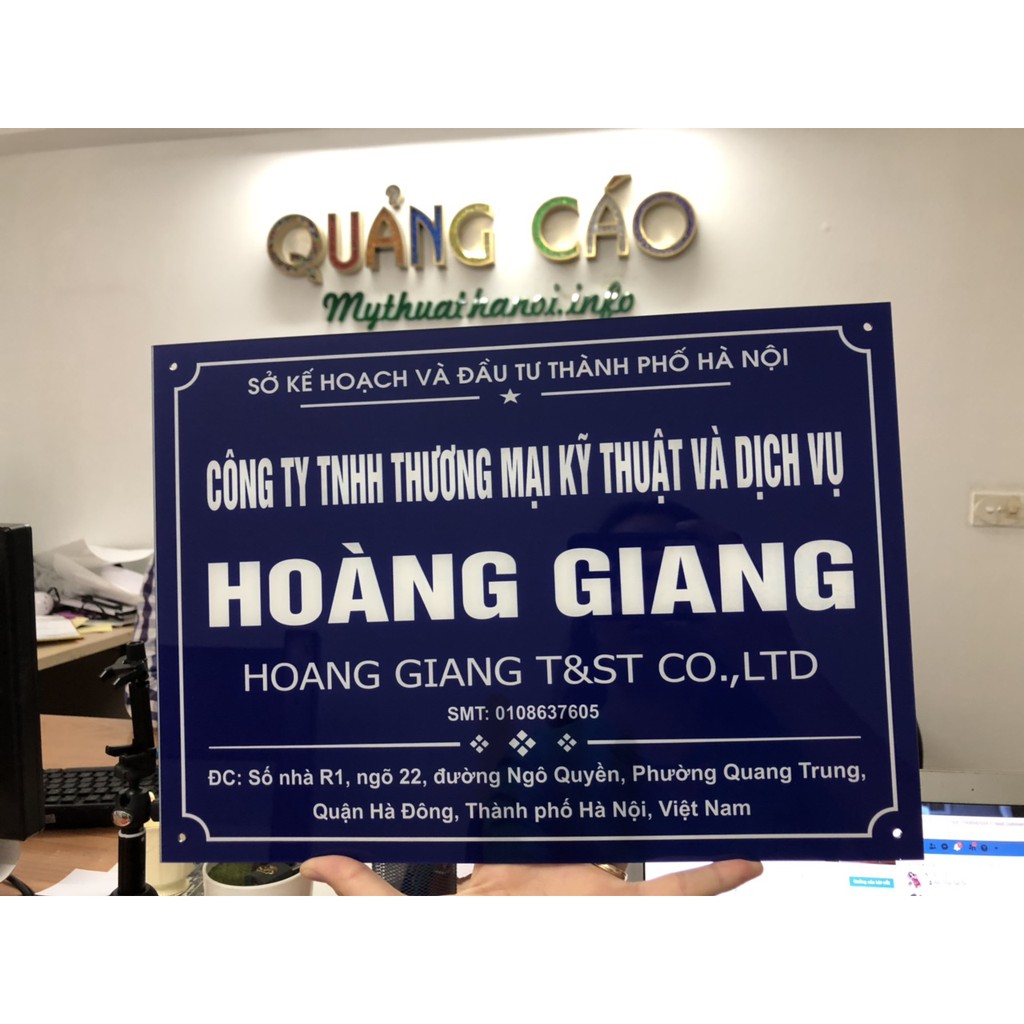 QUẢNG CÁO
Mythuathanoi.info
SỞ KẾ HOẠCH VÀ ĐẦU TƯ THÀNH PHỐ HÀ NỘI
CÔNG TY TNHH THƯƠNG MẠI KỸ THUẬT VÀ DỊCH VỤ
HOÀNG GIANG
HOANG GIANG T&ST CO.,LTD
SMT: 0108637605
ĐC: Số nhà R1, ngõ 22, đường Ngô Quyền, Phường Quang Trung,
Quận Hà Đông, Thành phố Hà Nội, Việt Nam